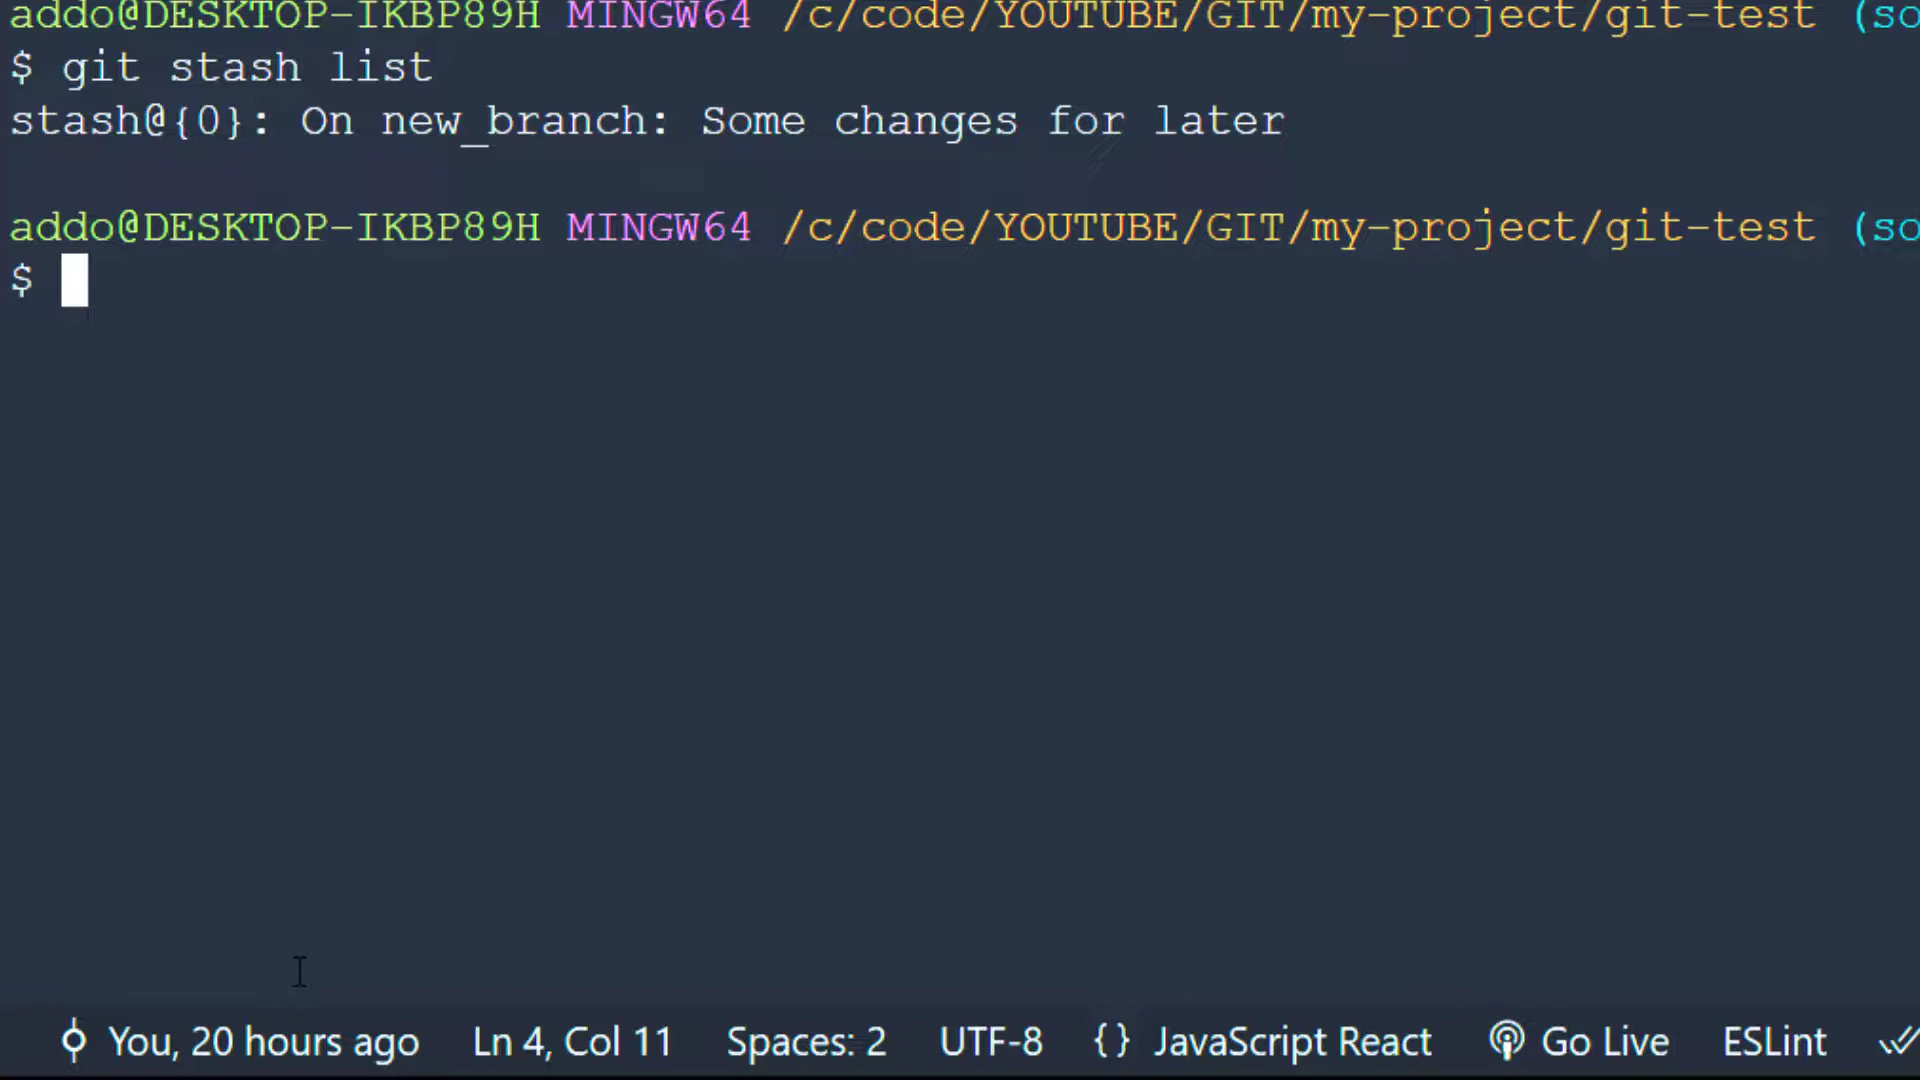 addo@DESKTOP-IKBP89H MINGW64 /c/code/YOUTUBE/GIT/my-project/git-test (so
$ git stash list
stash@{0}: On new_branch: Some changes for later
addo@DESKTOP-IKBP89H MINGW64 /c/code/YOUTUBE/GIT/my-project/git-test (so
$
You, 20 hours ago Ln 4, Col 11 Spaces: 2 UTF-8 {} JavaScript React Go Live ESLint